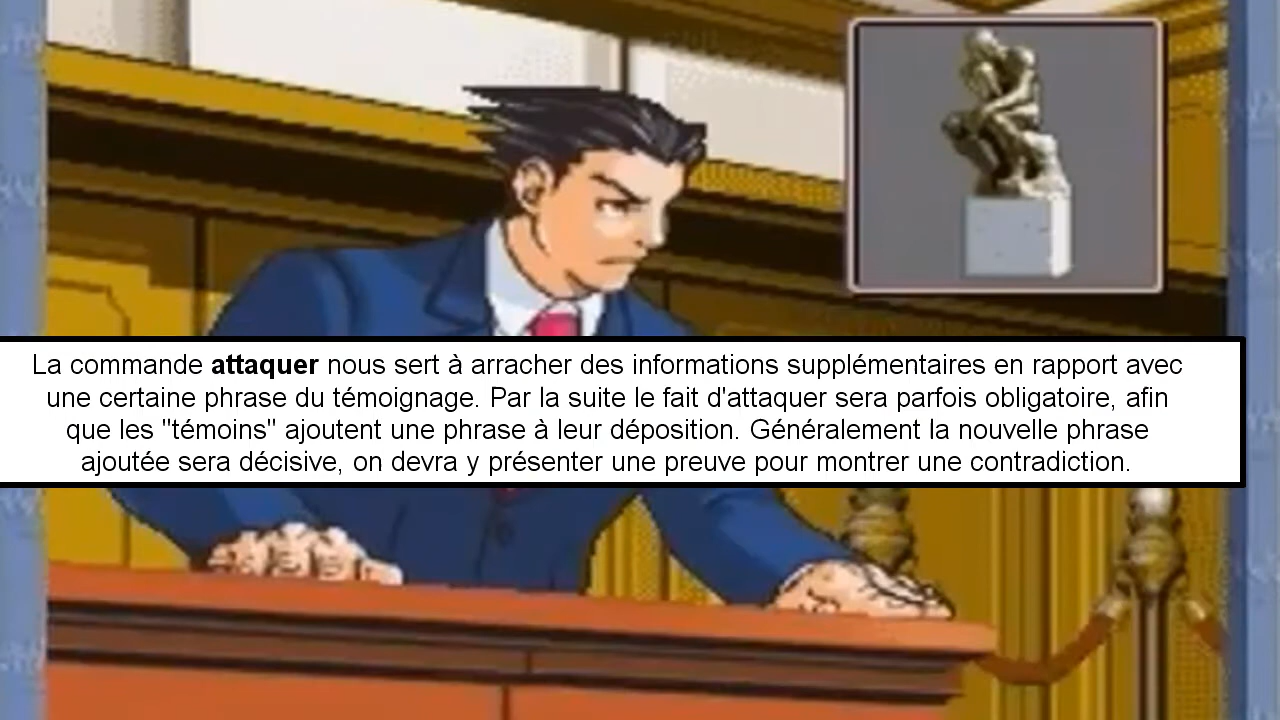 La commande attaquer nous sert à arracher des informations supplémentaires en rapport avec
une certaine phrase du témoignage. Par la suite le fait d'attaquer sera parfois obligatoire, afin
que les "témoins" ajoutent une phrase à leur déposition. Généralement la nouvelle phrase
ajoutée sera décisive, on devra y présenter une preuve pour montrer une contradiction.